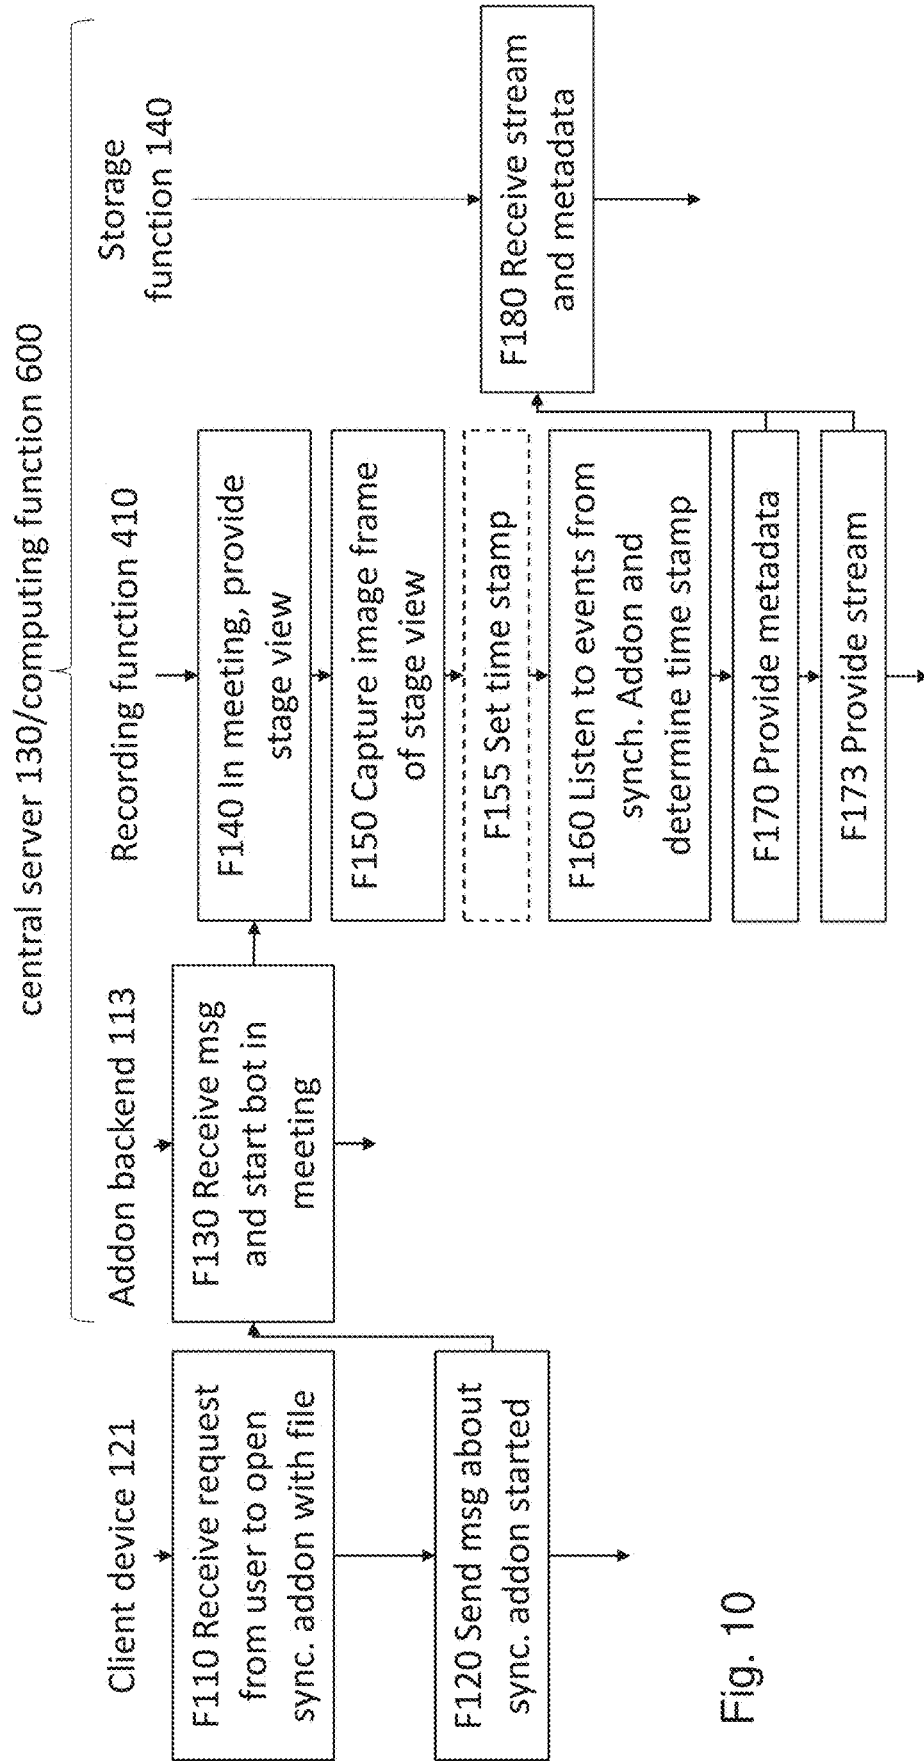 central server 130/computing function 600
Client device 121
Addon backend 113
Recording function 410
Storage
function 140
F110 Receive request
from user to open
sync. addon with file
F120 Send msg about
sync. addon started
F130 Receive msg
and start bot in
meeting
F140 In meeting, provide
stage view
F150 Capture image frame
of stage view
F155 Set time stamp
F160 Listen to events from
synch. Addon and
determine time stamp
F170 Provide metadata
F173 Provide stream
F180 Receive stream
and metadata
Fig. 10